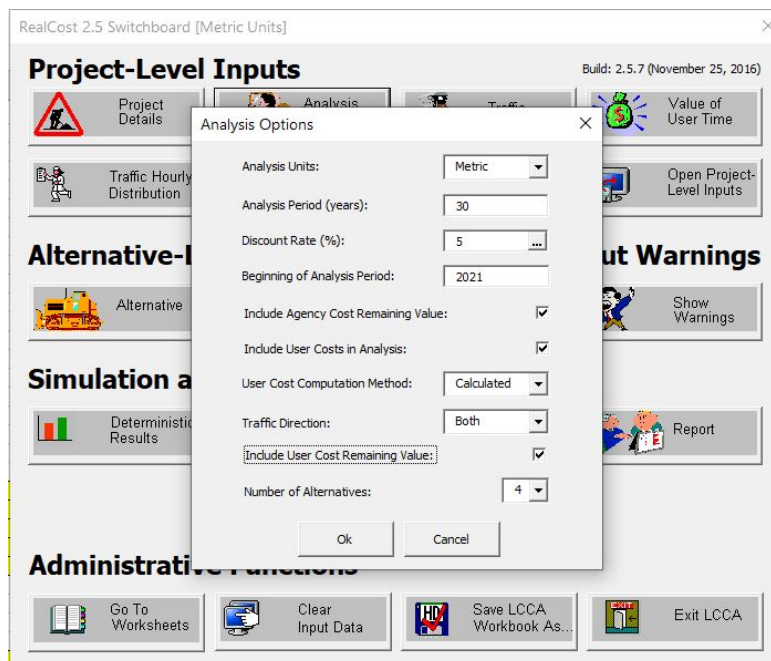 RealCost 2.5 Switchboard [Metric Units]
Project-Level Inputs
Build: 2.5.7 (November 25, 2016)
Project
Details
Analysis
Traffic
Value of
User Time
Traffic Hourly
Distribution
Open Project-
Level Inputs
Alternative-L
ut Warnings
Alternative
Show
Warnings
Simulation a
Deterministic
Results
Report
Administrative Functions
Go To
Worksheets
Clear
Input Data
Save LCCA
Workbook As...
Exit LCCA
Analysis Options
Analysis Units: Metric
Analysis Period (years): 30
Discount Rate (%): 5 ...
Beginning of Analysis Period: 2021
Include Agency Cost Remaining Value:
Include User Costs in Analysis:
User Cost Computation Method: Calculated
Traffic Direction: Both
Include User Cost Remaining Value:
Number of Alternatives: 4
Ok Cancel